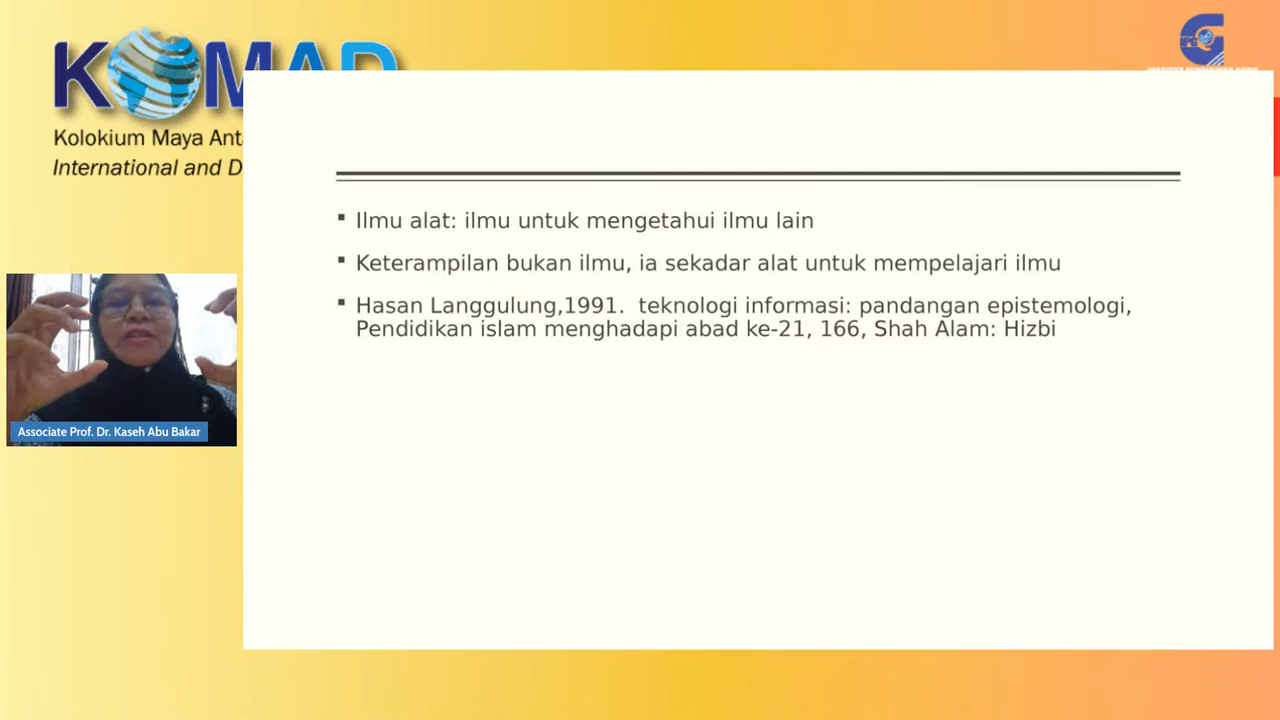 Kolokium Maya
International and
Ilmu alat: ilmu untuk mengetahui ilmu lain
Keterampilan bukan ilmu, ia sekadar alat untuk mempelajari ilmu
Hasan Langgulung,1991. teknologi informasi: pandangan epistemologi,
Pendidikan islam menghadapi abad ke-21, 166, Shah Alam: Hizbi
Associate Prof. Dr. Kaseh Abu Bakar